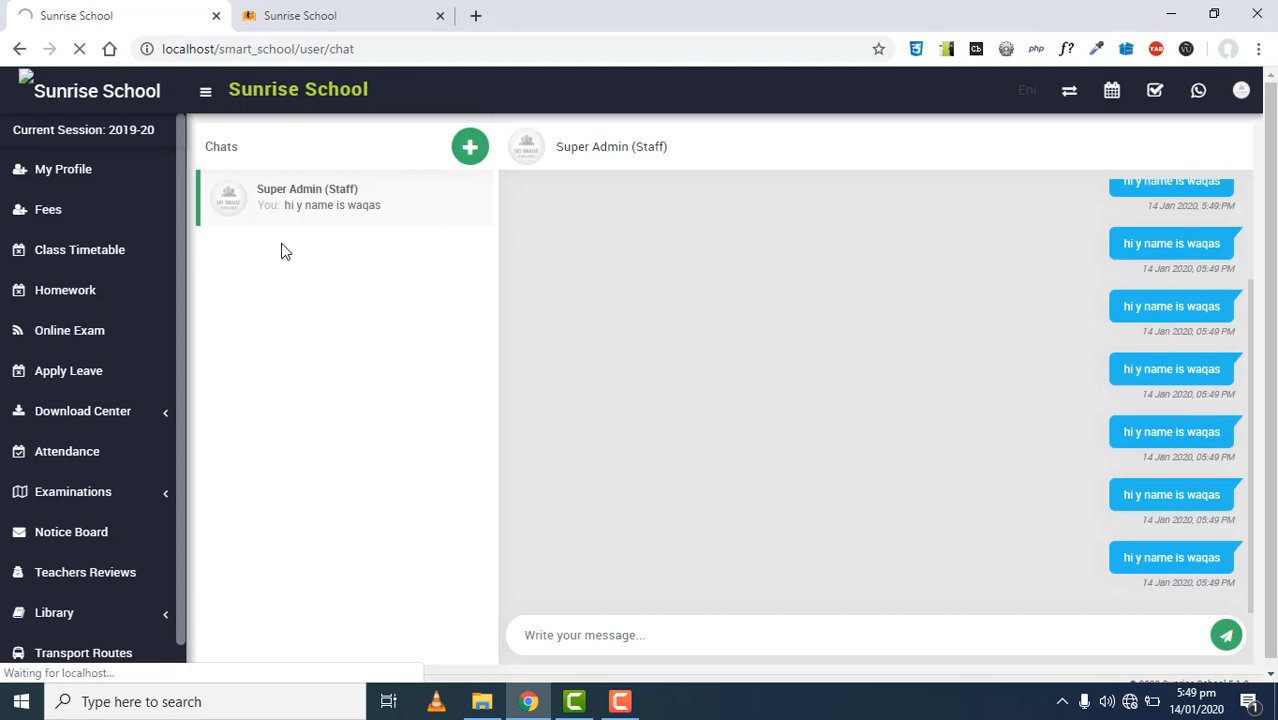 Sunrise School
Sunrise School
localhost/smart_school/user/chat
php
f?
YAB
Sunrise School
Sunrise School
Current Session: 2019-20
My Profile
Fees
Class Timetable
Homework
Online Exam
Apply Leave
Download Center
Attendance
Examinations
Notice Board
Teachers Reviews
Library
Transport Routes
Waiting for localhost...
Chats
Super Admin (Staff)
You: hi y name is waqas
Super Admin (Staff)
hi y name is waqas
14 Jan 2020, 5:49:PM
hi y name is waqas
14 Jan 2020, 05:49 PM
hi y name is waqas
14 Jan 2020, 05:49 PM
hi y name is waqas
14 Jan 2020, 05:49 PM
hi y name is waqas
14 Jan 2020, 05:49 PM
hi y name is waqas
14 Jan 2020, 05:49 PM
hi y name is waqas
14 Jan 2020, 05:49 PM
Write your message...
Type here to search
5:49 pm
14/01/2020